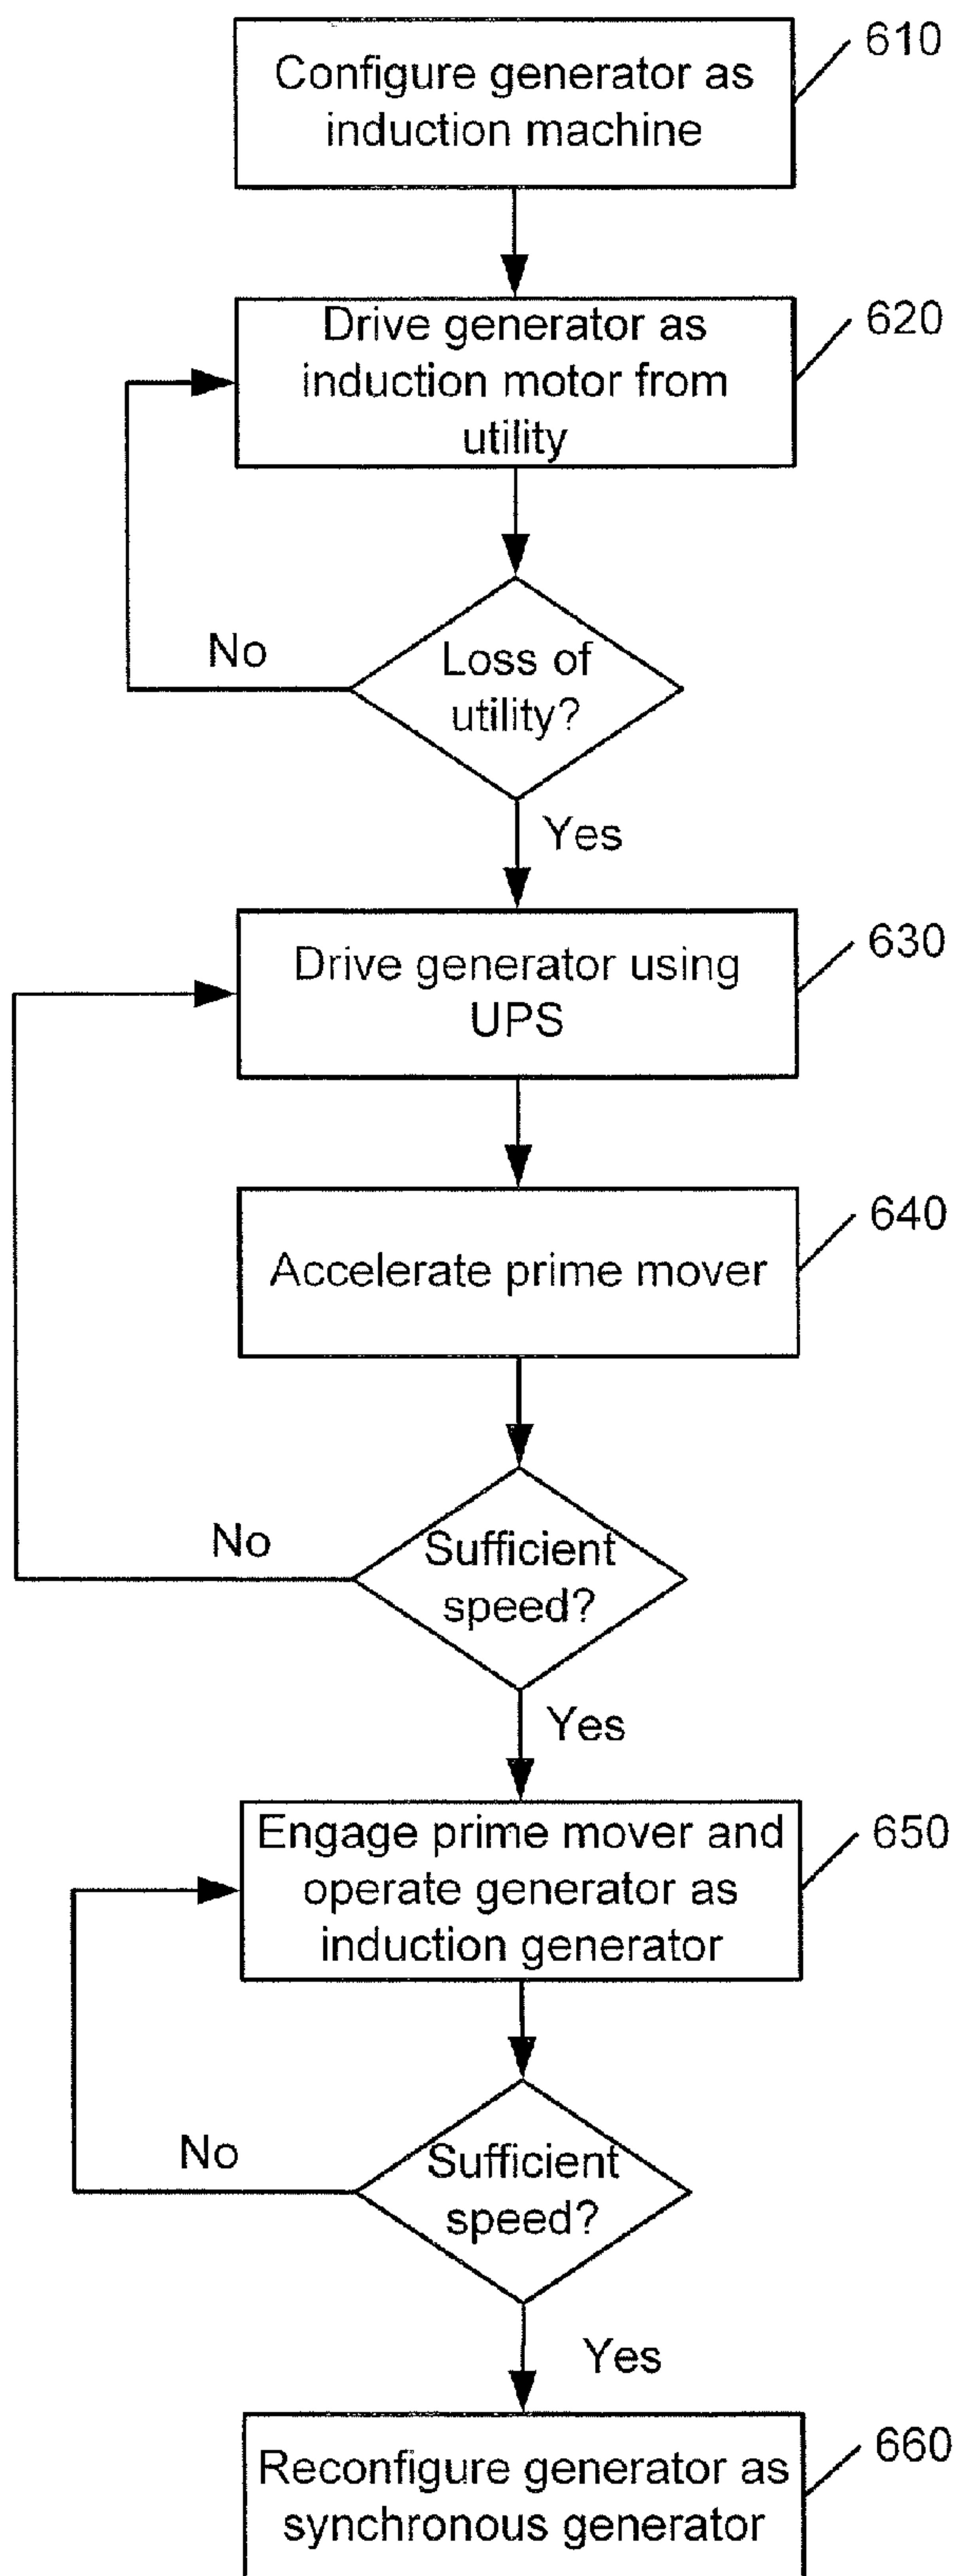 Configure generator as
induction machine
610
Drive generator as
induction motor from
utility
620
Loss of
utility?
No
Yes
Drive generator using
UPS
630
Accelerate prime mover
640
Sufficient
speed?
No
Yes
Engage prime mover and
operate generator as
induction generator
650
Sufficient
speed?
No
Yes
Reconfigure generator as
synchronous generator
660